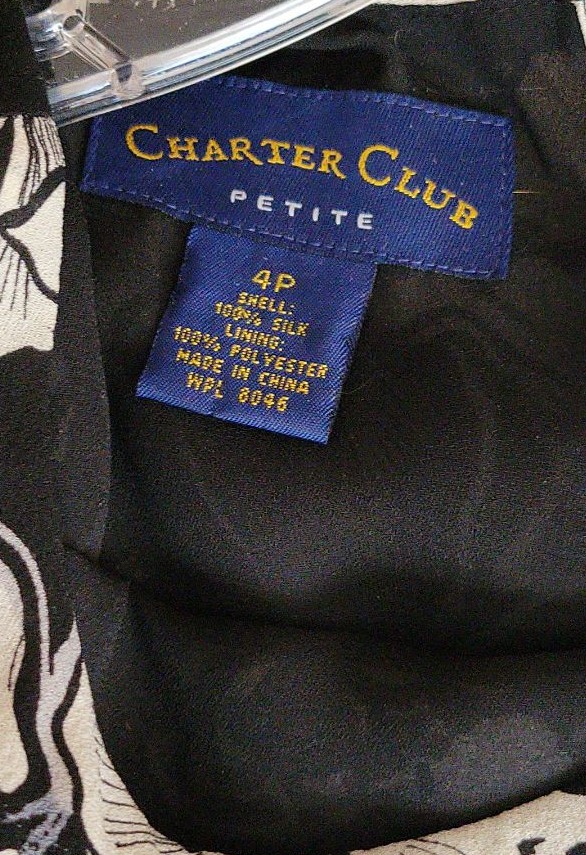 CHARTER CLUB
PETITE
4P
SHELL:
100% SILK
LINING:
100% POLYESTER
MADE IN CHINA
WPL 8046